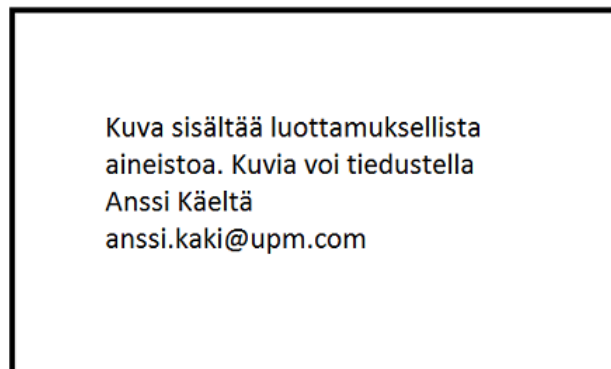 Kuva sisältää luottamuksellista
aineistoa. Kuvia voi tiedustella
Anssi Käeltä
anssi.kaki@upm.com